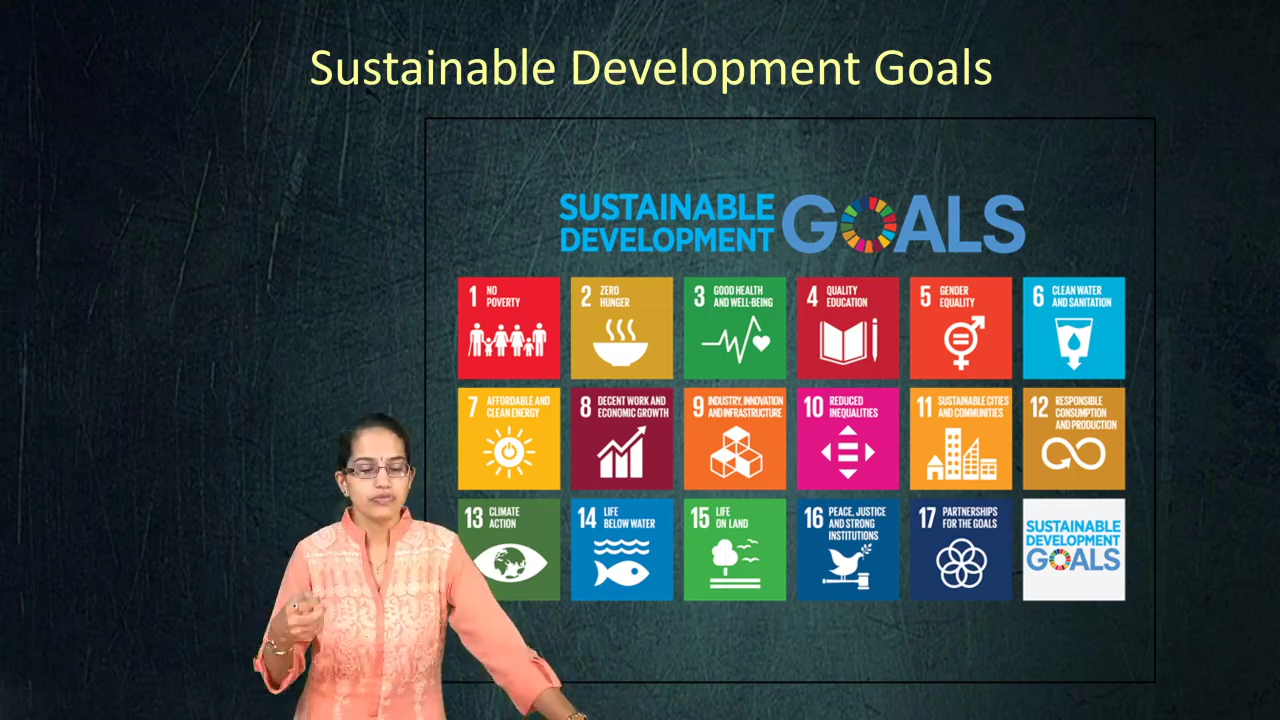 Sustainable Development Goals
SUSTAINABLE
DEVELOPMENT
GOALS
1 NO
POVERTY
2 ZERO
HUNGER
3 GOOD HEALTH
AND WELL-BEING
4 QUALITY
EDUCATION
5 GENDER
EQUALITY
6 CLEAN WATER
AND SANITATION
7 AFFORDABLE AND
CLEAN ENERGY
8 DECENT WORK AND
ECONOMIC GROWTH
9 INDUSTRY, INNOVATION
AND INFRASTRUCTURE
10 REDUCED
INEQUALITIES
11 SUSTAINABLE CITIES
AND COMMUNITIES
12 RESPONSIBLE
CONSUMPTION
AND PRODUCTION
13 CLIMATE
ACTION
14 LIFE
BELOW WATER
15 LIFE
ON LAND
16 PEACE, JUSTICE
AND STRONG
INSTITUTIONS
17 PARTNERSHIPS
FOR THE GOALS
SUSTAINABLE
DEVELOPMENT
GOALS